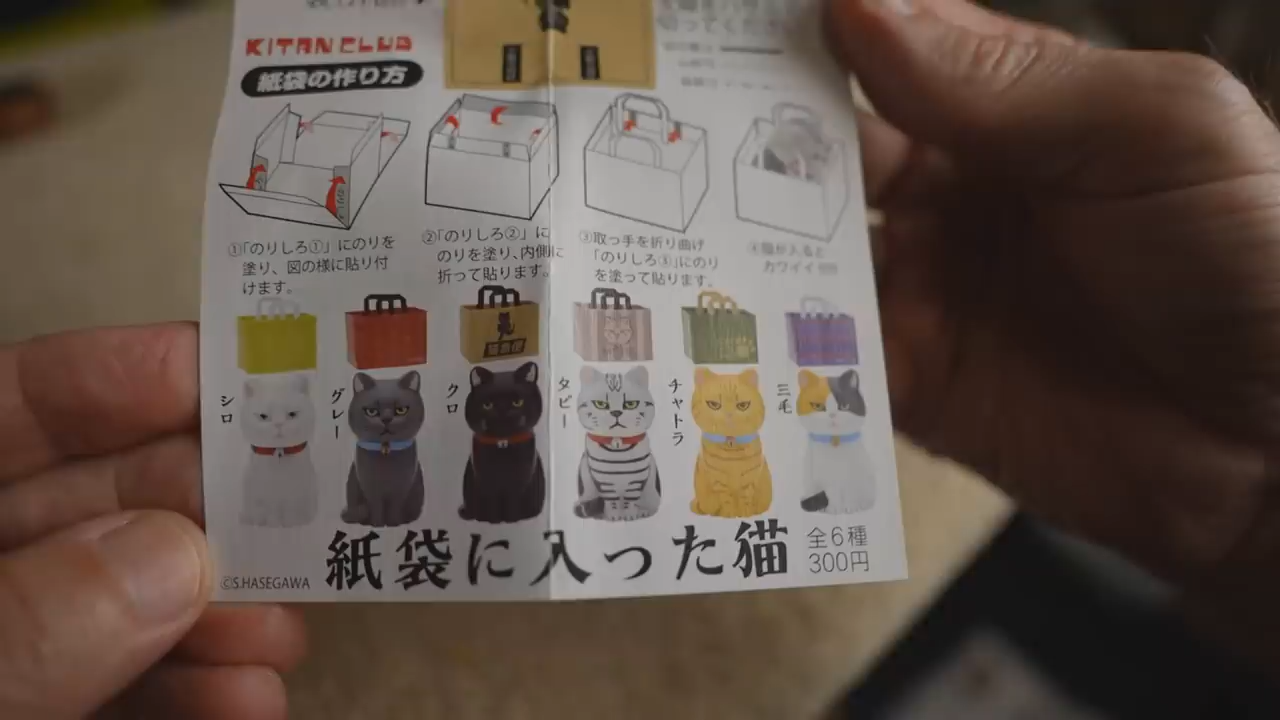 KITAN CLUB
紙袋の作り方
①「のりしろ①」にのりを
塗り、図の様に貼り付
けます。
②「のりしろ②」に
のりを塗り、内側に
折って貼ります。
③取っ手を折り曲げ
「のりしろ③」にのり
を塗って貼ります。
④猫が入ると
カワイイ!!!!
シロ
グレー
クロ
タビー
チャトラ
三毛
紙袋に入った猫
全6種
300円
©S.HASEGAWA